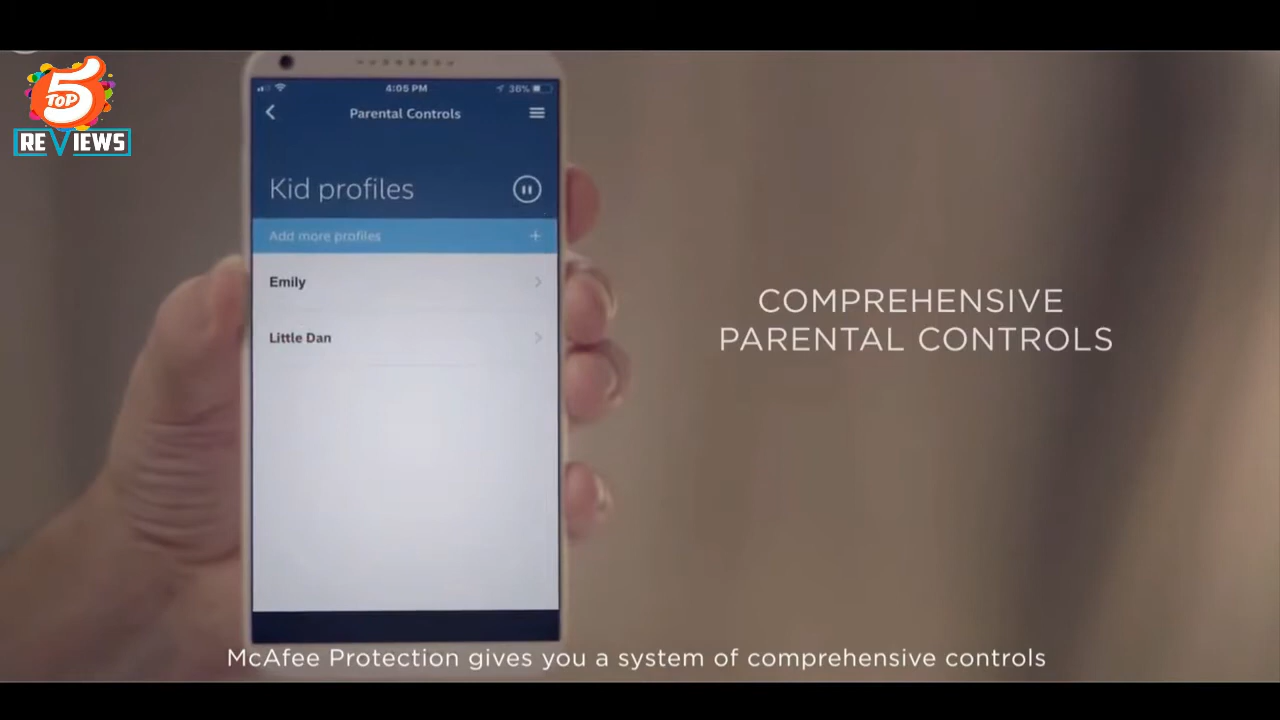 5
TOP
REVIEWS
4:05 PM
36%
Parental Controls
Kid profiles
Add more profiles +
Emily
Little Dan
COMPREHENSIVE
PARENTAL CONTROLS
McAfee Protection gives you a system of comprehensive controls